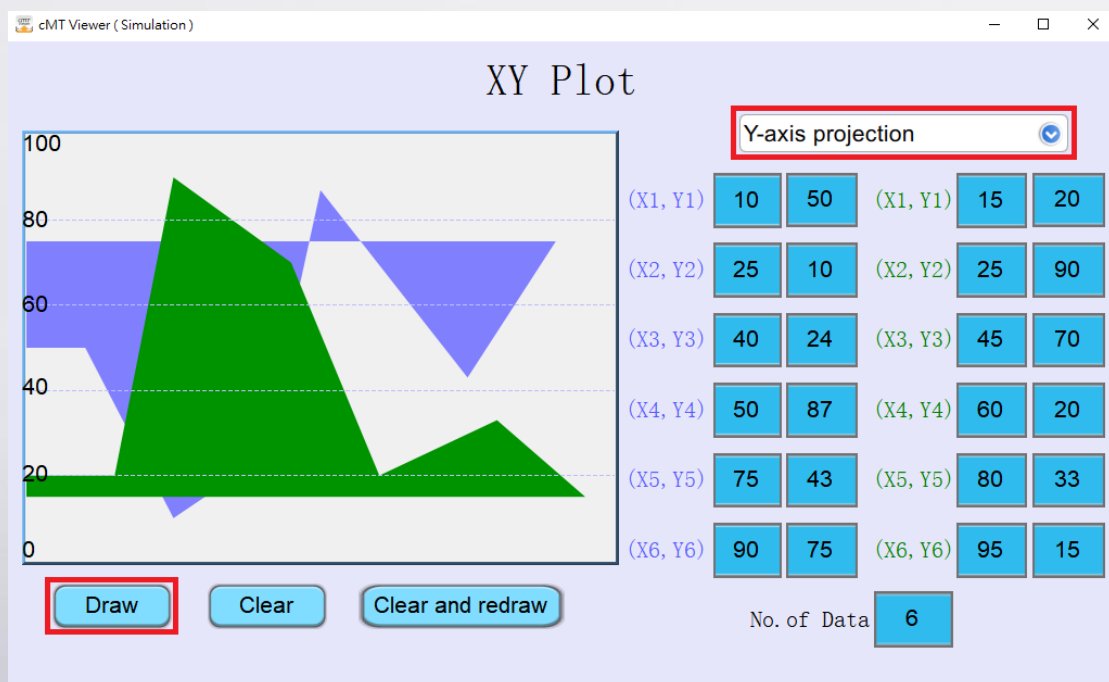 cMT Viewer ( Simulation )
XY Plot
Y-axis projection
100
80
60
40
20
0
(X1, Y1) 10 50 (X1, Y1) 15 20
(X2, Y2) 25 10 (X2, Y2) 25 90
(X3, Y3) 40 24 (X3, Y3) 45 70
(X4, Y4) 50 87 (X4, Y4) 60 20
(X5, Y5) 75 43 (X5, Y5) 80 33
(X6, Y6) 90 75 (X6, Y6) 95 15
Draw Clear Clear and redraw
No.of Data 6